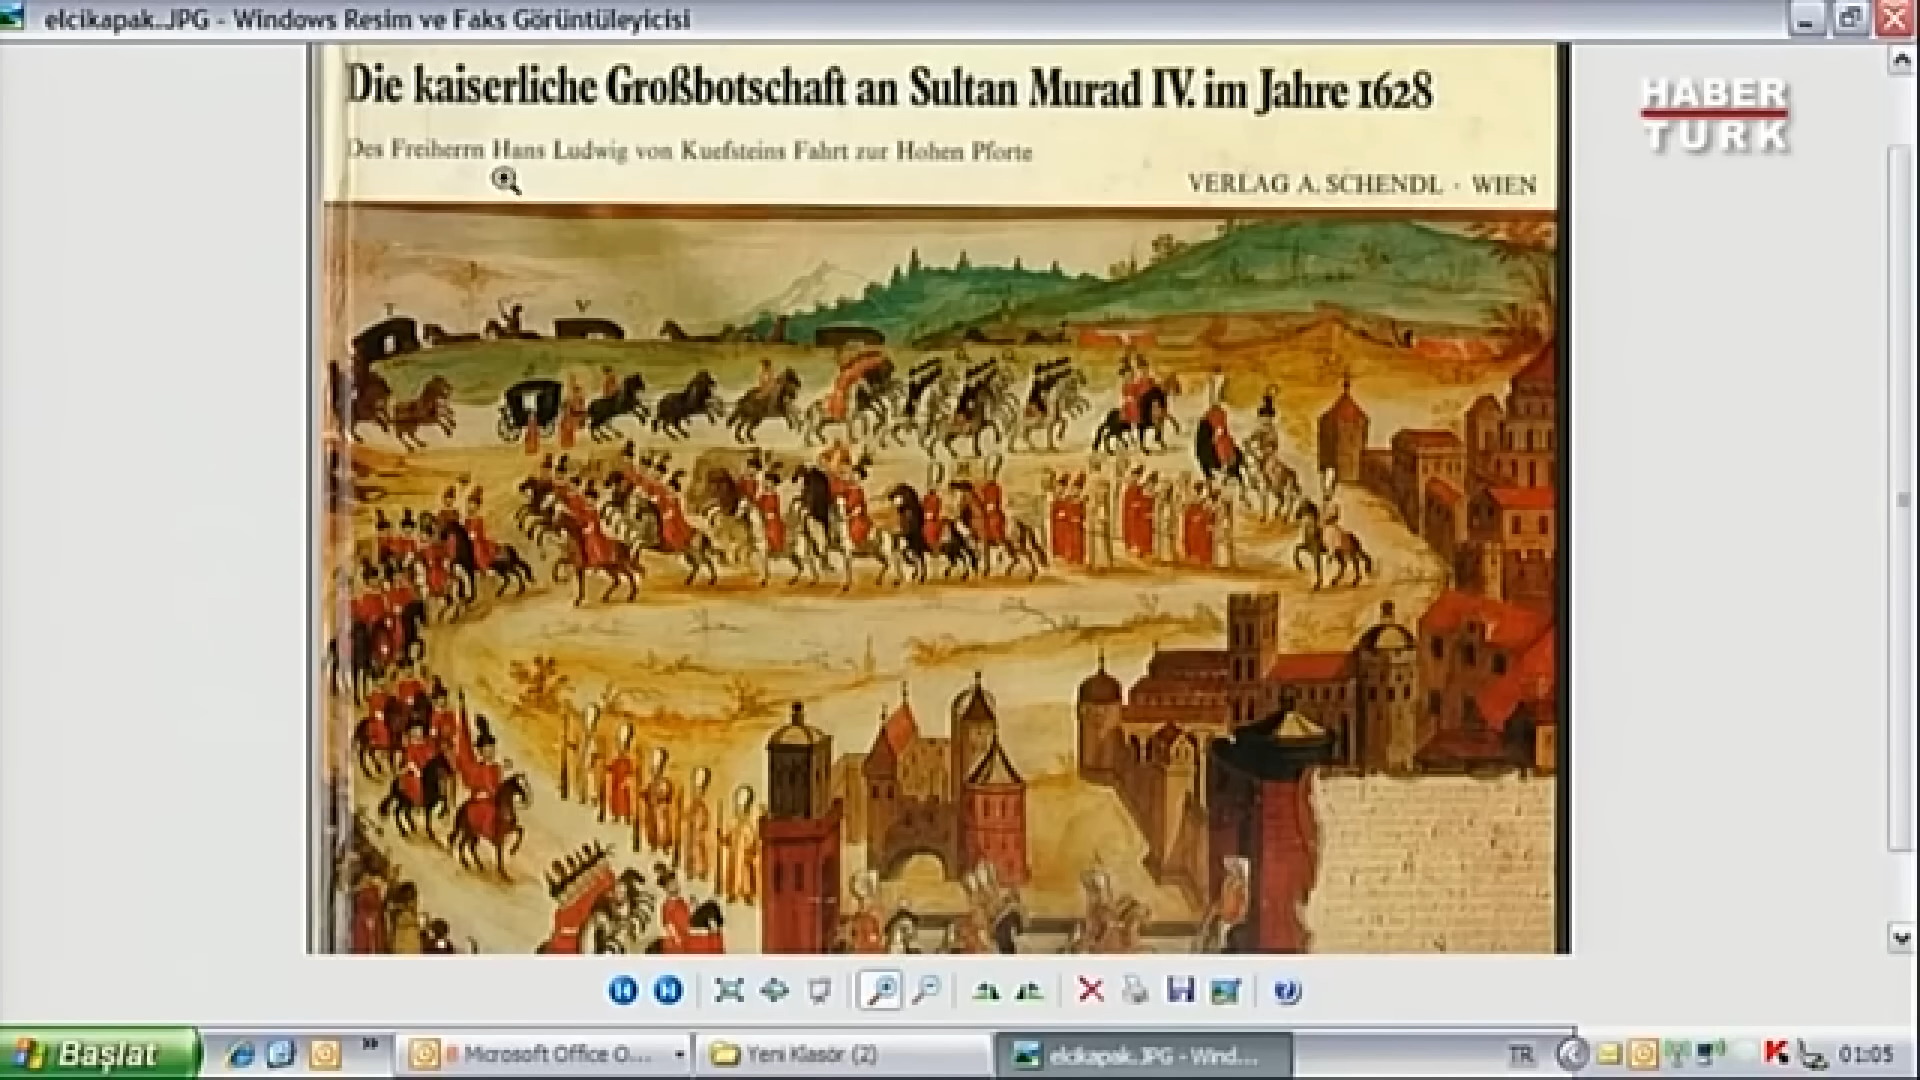 elcikapak.JPG - Windows Resim ve Faks Görüntüleyicisi
HABER
TURK
Die kaiserliche Großbotschaft an Sultan Murad IV. im Jahre 1628
Des Freiherrn Hans Ludwig von Kuefsteins Fahrt zur Hohen Pforte
VERLAG A. SCHENDL · WIEN
Başlat
»
8 Microsoft Office O...
Yeni Klasör (2)
elcikapak.JPG - Wind...
TR
01:05